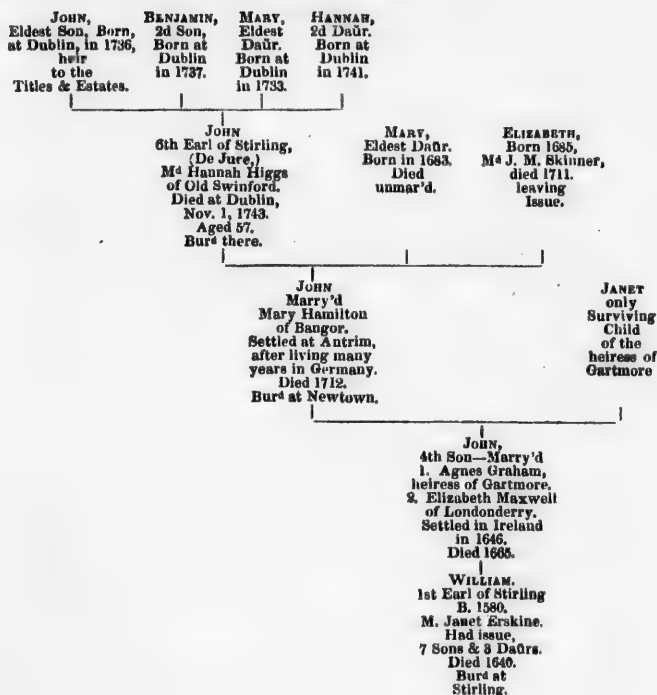 JOHN,
Eldest Son, Born,
at Dublin, in 1736,
heir
to the
Titles & Estates.
BENJAMIN,
2d Son,
Born at
Dublin
in 1737.
MARY,
Eldest
Daūr.
Born at
Dublin
in 1733.
HANNAH,
2d Daūr.
Born at
Dublin
in 1741.
JOHN
6th Earl of Stirling,
(De Jure,)
Md Hannah Higgs
of Old Swinford.
Died at Dublin,
Nov. 1, 1743.
Aged 57.
Burd there.
MARY,
Eldest Daūr.
Born in 1683.
Died
unmar'd.
ELIZABETH,
Born 1685,
Md J. M. Skinner,
died 1711.
leaving
Issue.
JOHN
Marry'd
Mary Hamilton
of Bangor.
Settled at Antrim,
after living many
years in Germany.
Died 1712.
Burd at Newtown.
JANET
only
Surviving
Child
of the
heiress of
Gartmore
JOHN,
4th Son—Marry'd
1. Agnes Graham,
heiress of Gartmore.
2. Elizabeth Maxwell
of Londonderry.
Settled in Ireland
in 1646.
Died 1665.
WILLIAM.
1st Earl of Stirling
B. 1580.
M. Janet Erskine.
Had issue,
7 Sons & 3 Daūrs.
Died 1640.
Burd at
Stirling.